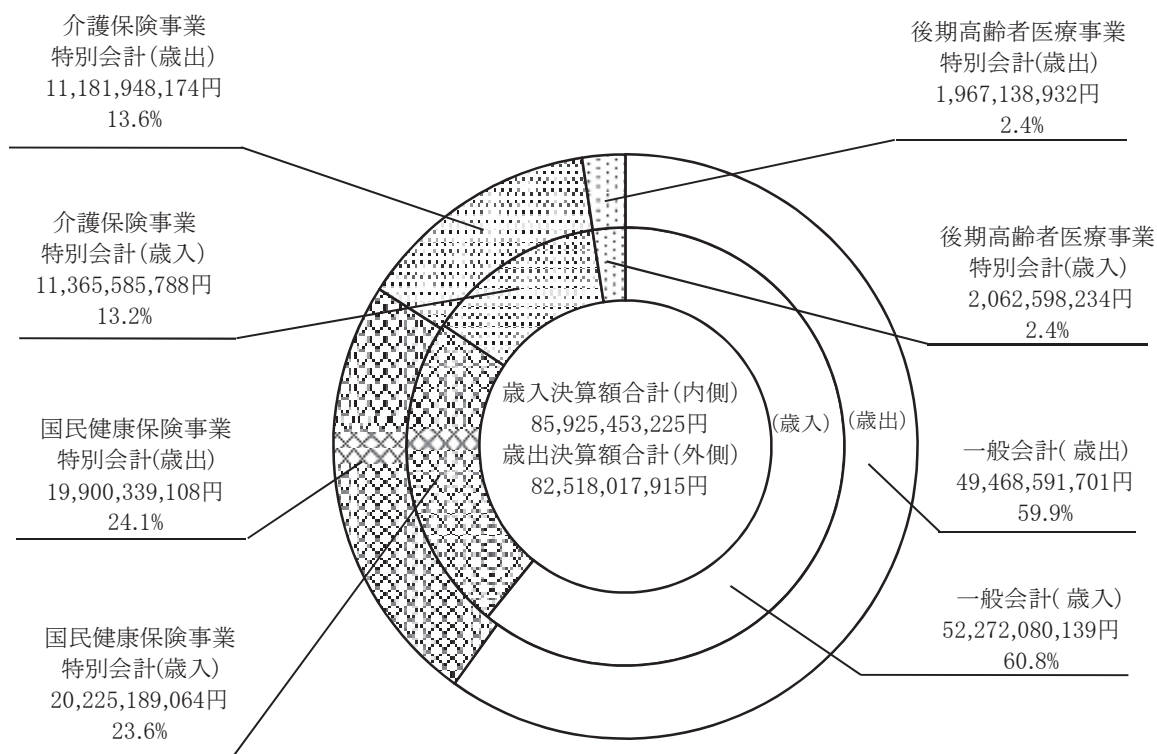 介護保険事業
特別会計(歳出)
11,181,948,174円
13.6%
後期高齢者医療事業
特別会計(歳出)
1,967,138,932円
2.4%
介護保険事業
特別会計(歳入)
11,365,585,788円
13.2%
後期高齢者医療事業
特別会計(歳入)
2,062,598,234円
2.4%
歳入決算額合計(内側)
85,925,453,225円
歳出決算額合計(外側)
82,518,017,915円
(歳入)
(歳出)
国民健康保険事業
特別会計(歳出)
19,900,339,108円
24.1%
一般会計( 歳出)
49,468,591,701円
59.9%
一般会計( 歳入)
52,272,080,139円
60.8%
国民健康保険事業
特別会計(歳入)
20,225,189,064円
23.6%